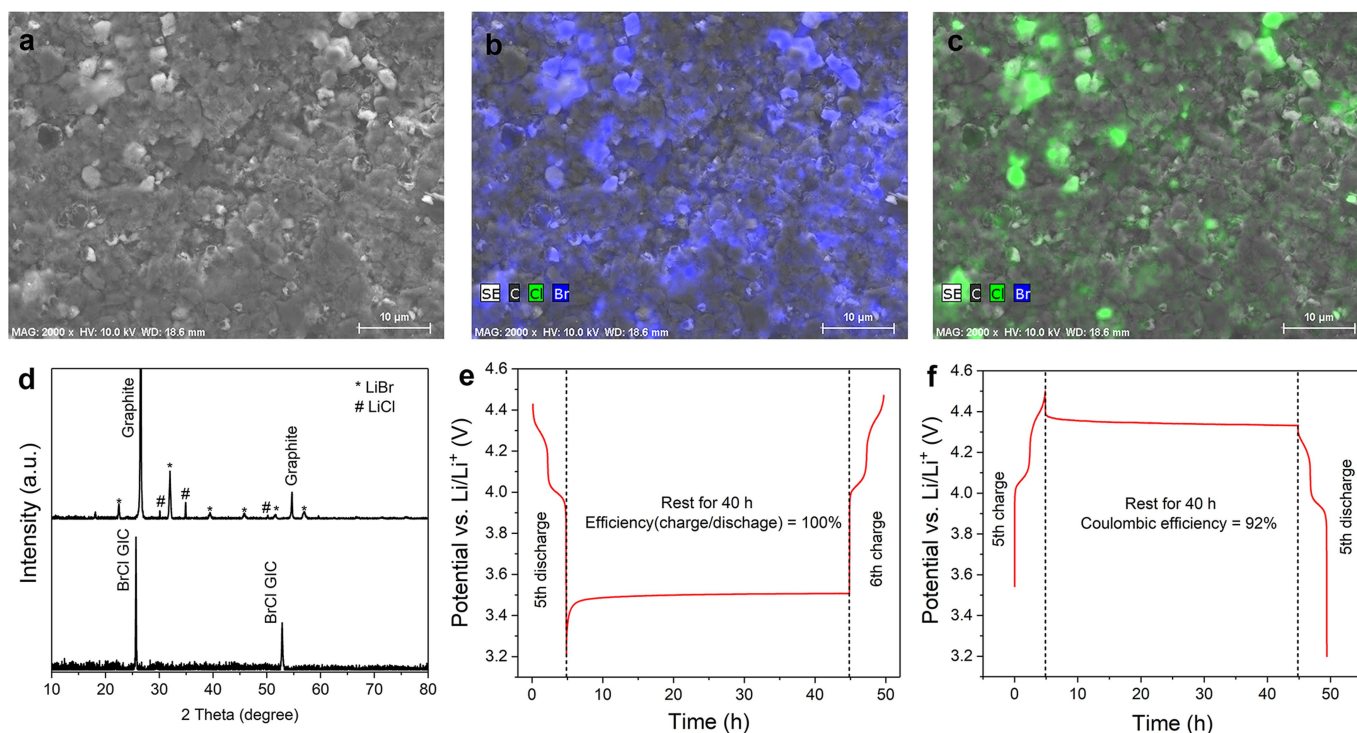 a
SE C Cl Br
MAG: 2000 x HV: 10.0 kV WD: 18.6 mm
10 µm
b
SE C Cl Br
MAG: 2000 x HV: 10.0 kV WD: 18.6 mm
10 µm
c
MAG: 2000 x HV: 10.0 kV WD: 18.6 mm
10 µm
d
Intensity (a.u.)
Graphite
* LiBr
# LiCl
Graphite
*
#
*
#
*
*
#
*
*
BrCl GIC
BrCl GIC
10 20 30 40 50 60 70 80
2 Theta (degree)
e
Potential vs. Li/Li⁺ (V)
4.6
4.4
4.2
4.0
3.8
3.6
3.4
3.2
5th discharge
Rest for 40 h
Efficiency(charge/dischage) = 100%
6th charge
0 10 20 30 40 50
Time (h)
f
Potential vs. Li/Li⁺ (V)
4.6
4.4
4.2
4.0
3.8
3.6
3.4
3.2
5th charge
Rest for 40 h
Coulombic efficiency = 92%
5th discharge
0 10 20 30 40 50
Time (h)